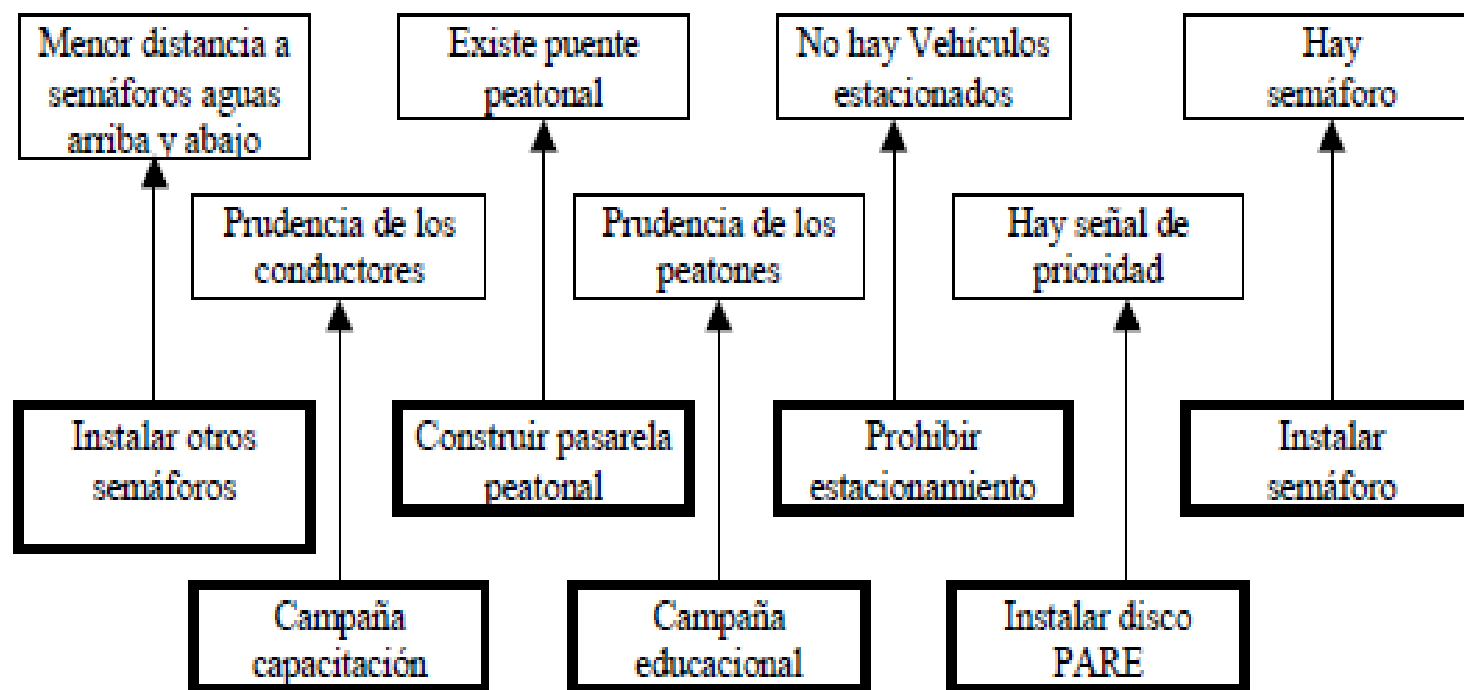 Menor distancia a
semáforos aguas
arriba y abajo
Existe puente
peatonal
No hay Vehículos
estacionados
Hay
semáforo
Prudencia de los
conductores
Prudencia de los
peatones
Hay señal de
prioridad
Instalar otros
semáforos
Construir pasarela
peatonal
Prohibir
estacionamiento
Instalar
semáforo
Campaña
capacitación
Campaña
educacional
Instalar disco
PARE